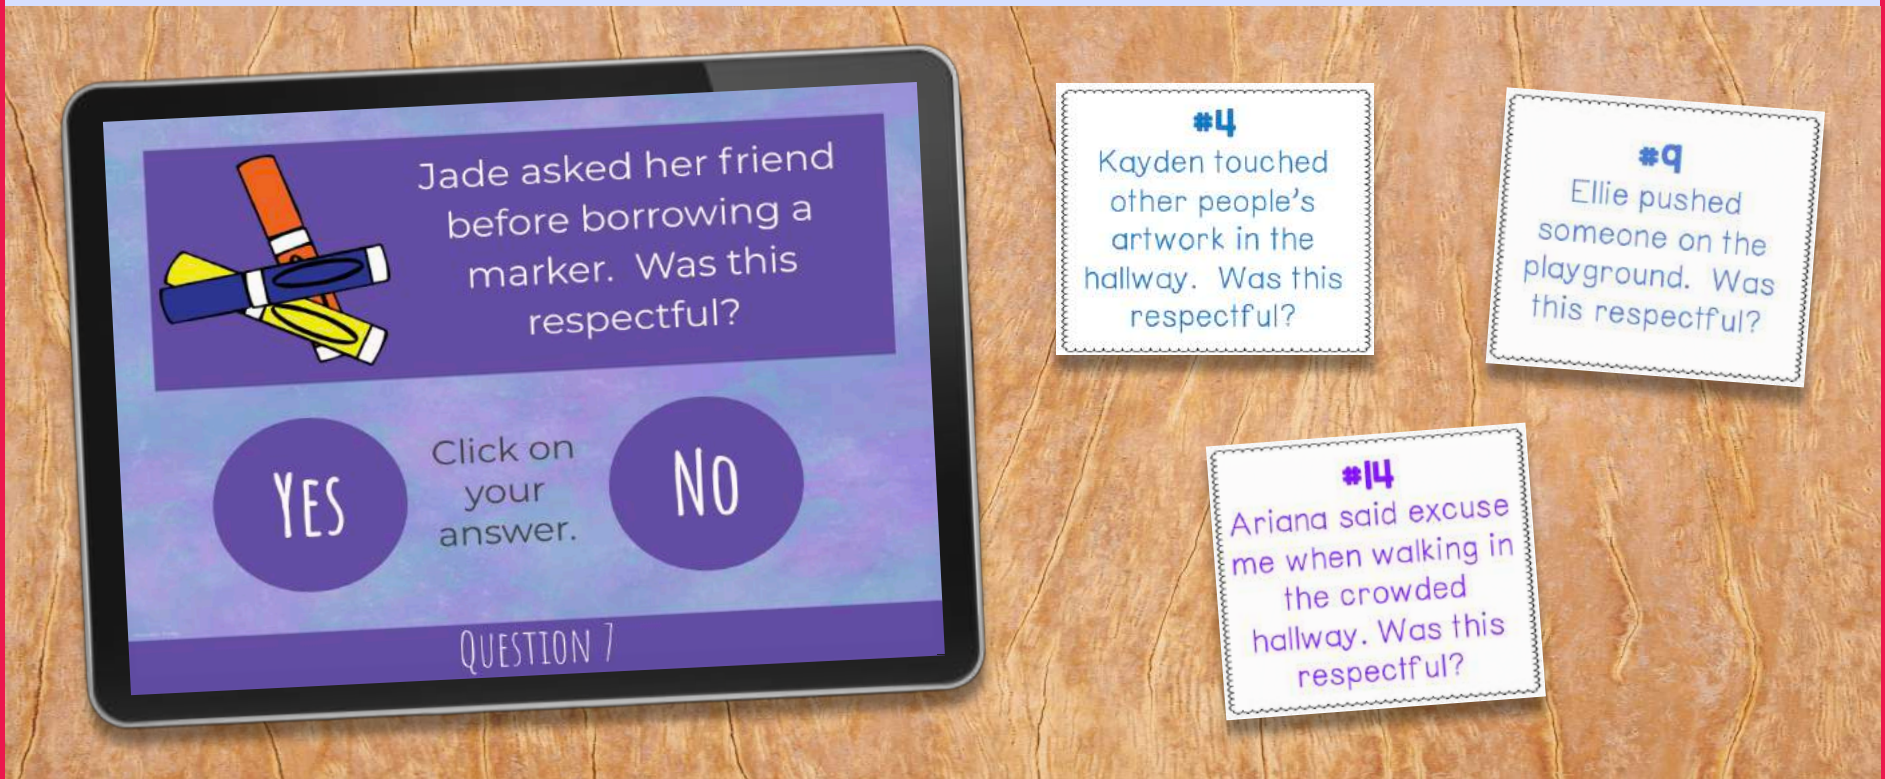 Jade asked her friend
before borrowing a
marker. Was this
respectful?
Yes
Click on
your
answer.
No
Question 7
#4
Kayden touched
other people's
artwork in the
hallway. Was this
respectful?
#9
Ellie pushed
someone on the
playground. Was
this respectful?
#14
Ariana said excuse
me when walking in
the crowded
hallway. Was this
respectful?